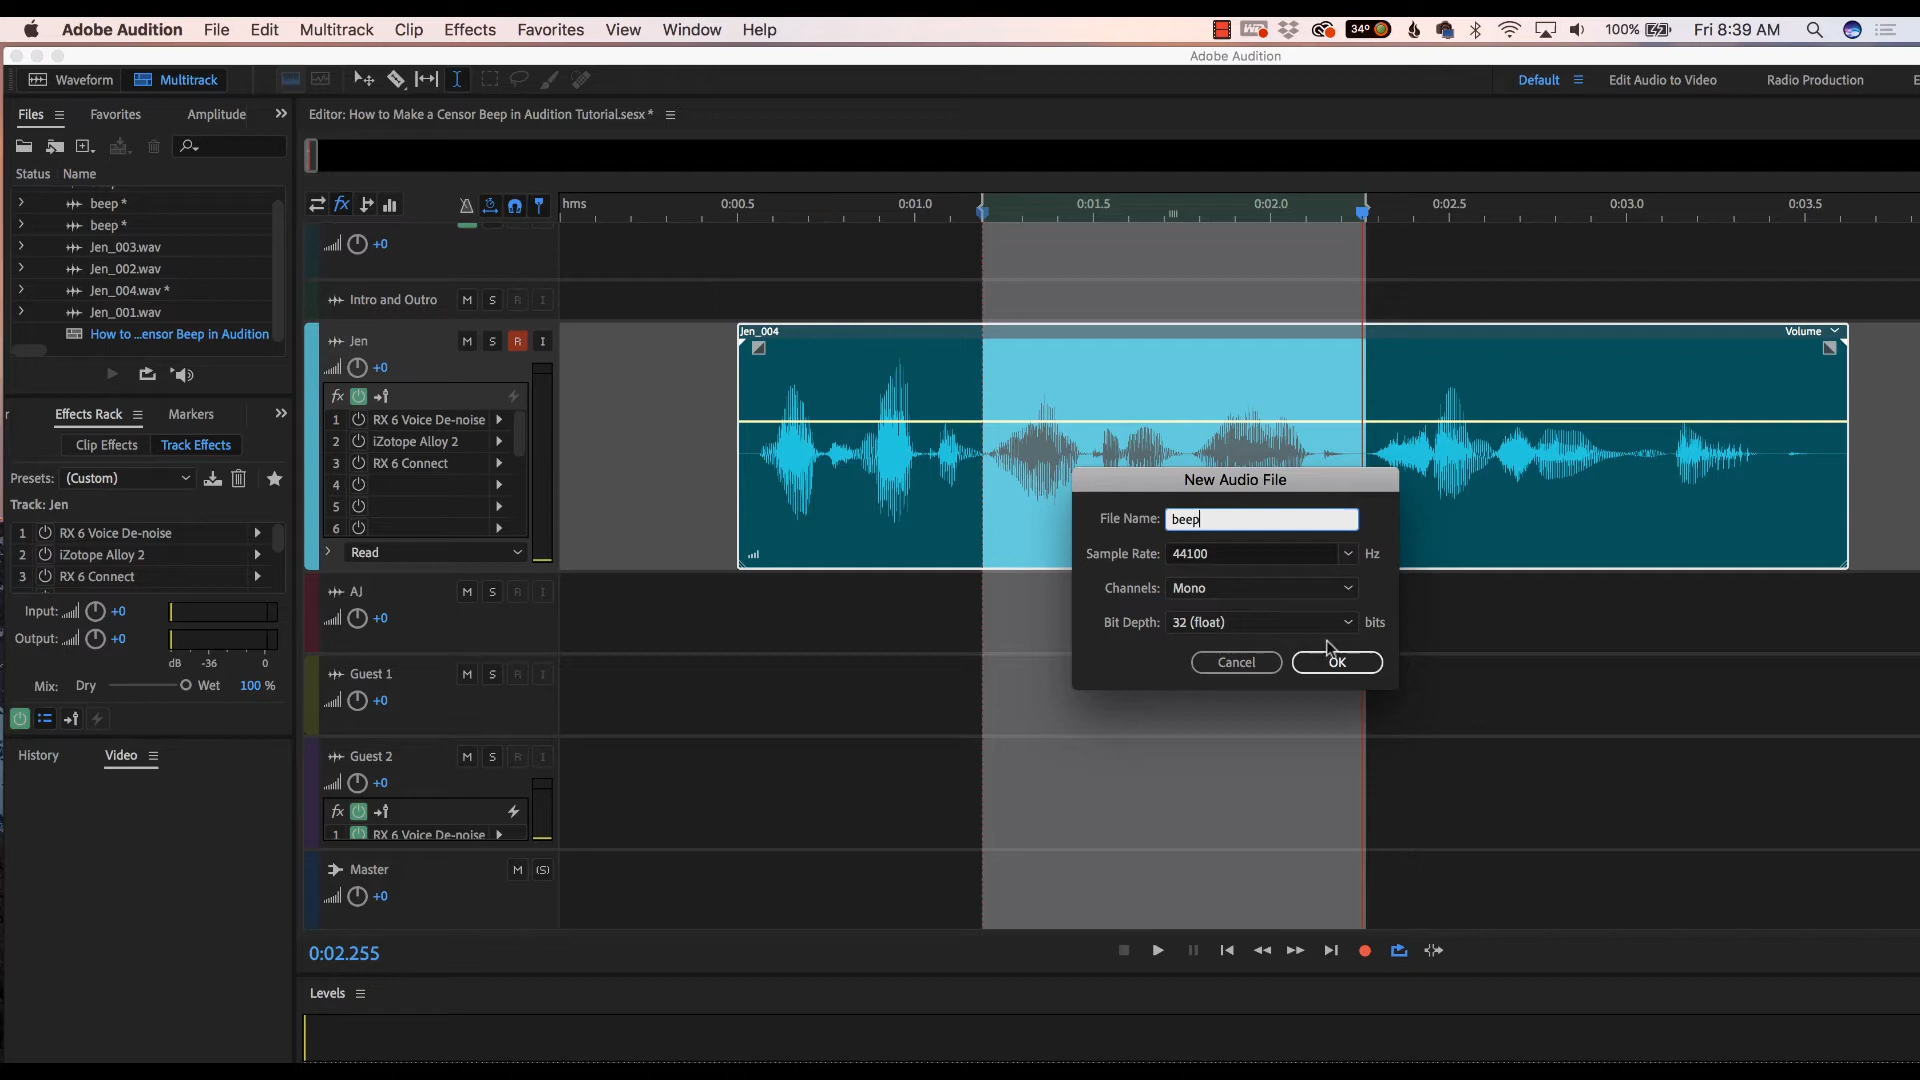 Adobe Audition File Edit Multitrack Clip Effects Favorites View Window Help 34° 100% Fri 8:39 AM
Adobe Audition
Waveform Multitrack Default Edit Audio to Video Radio Production
Files Favorites Amplitude
Editor: How to Make a Censor Beep in Audition Tutorial.sesx *
Status Name
beep *
beep *
Jen_003.wav
Jen_002.wav
Jen_004.wav *
Jen_001.wav
How to ...ensor Beep in Audition
Effects Rack Markers
Clip Effects Track Effects
Presets: (Custom)
Track: Jen
1 RX 6 Voice De-noise
2 iZotope Alloy 2
3 RX 6 Connect
Input: +0
Output: +0
dB -36 0
Mix: Dry Wet 100 %
History Video
hms 0:00.5 0:01.0 0:01.5 0:02.0 0:02.5 0:03.0 0:03.5
+0
Intro and Outro M S R I
Jen M S R I
+0
fx
1 RX 6 Voice De-noise
2 iZotope Alloy 2
3 RX 6 Connect
4
5
6
Read
Jen_004 Volume
AJ M S R I
+0
Guest 1 M S R I
+0
Guest 2 M S R I
+0
fx
1 RX 6 Voice De-noise
Master M (S)
+0
New Audio File
File Name: beep
Sample Rate: 44100 Hz
Channels: Mono
Bit Depth: 32 (float) bits
Cancel OK
0:02.255
Levels